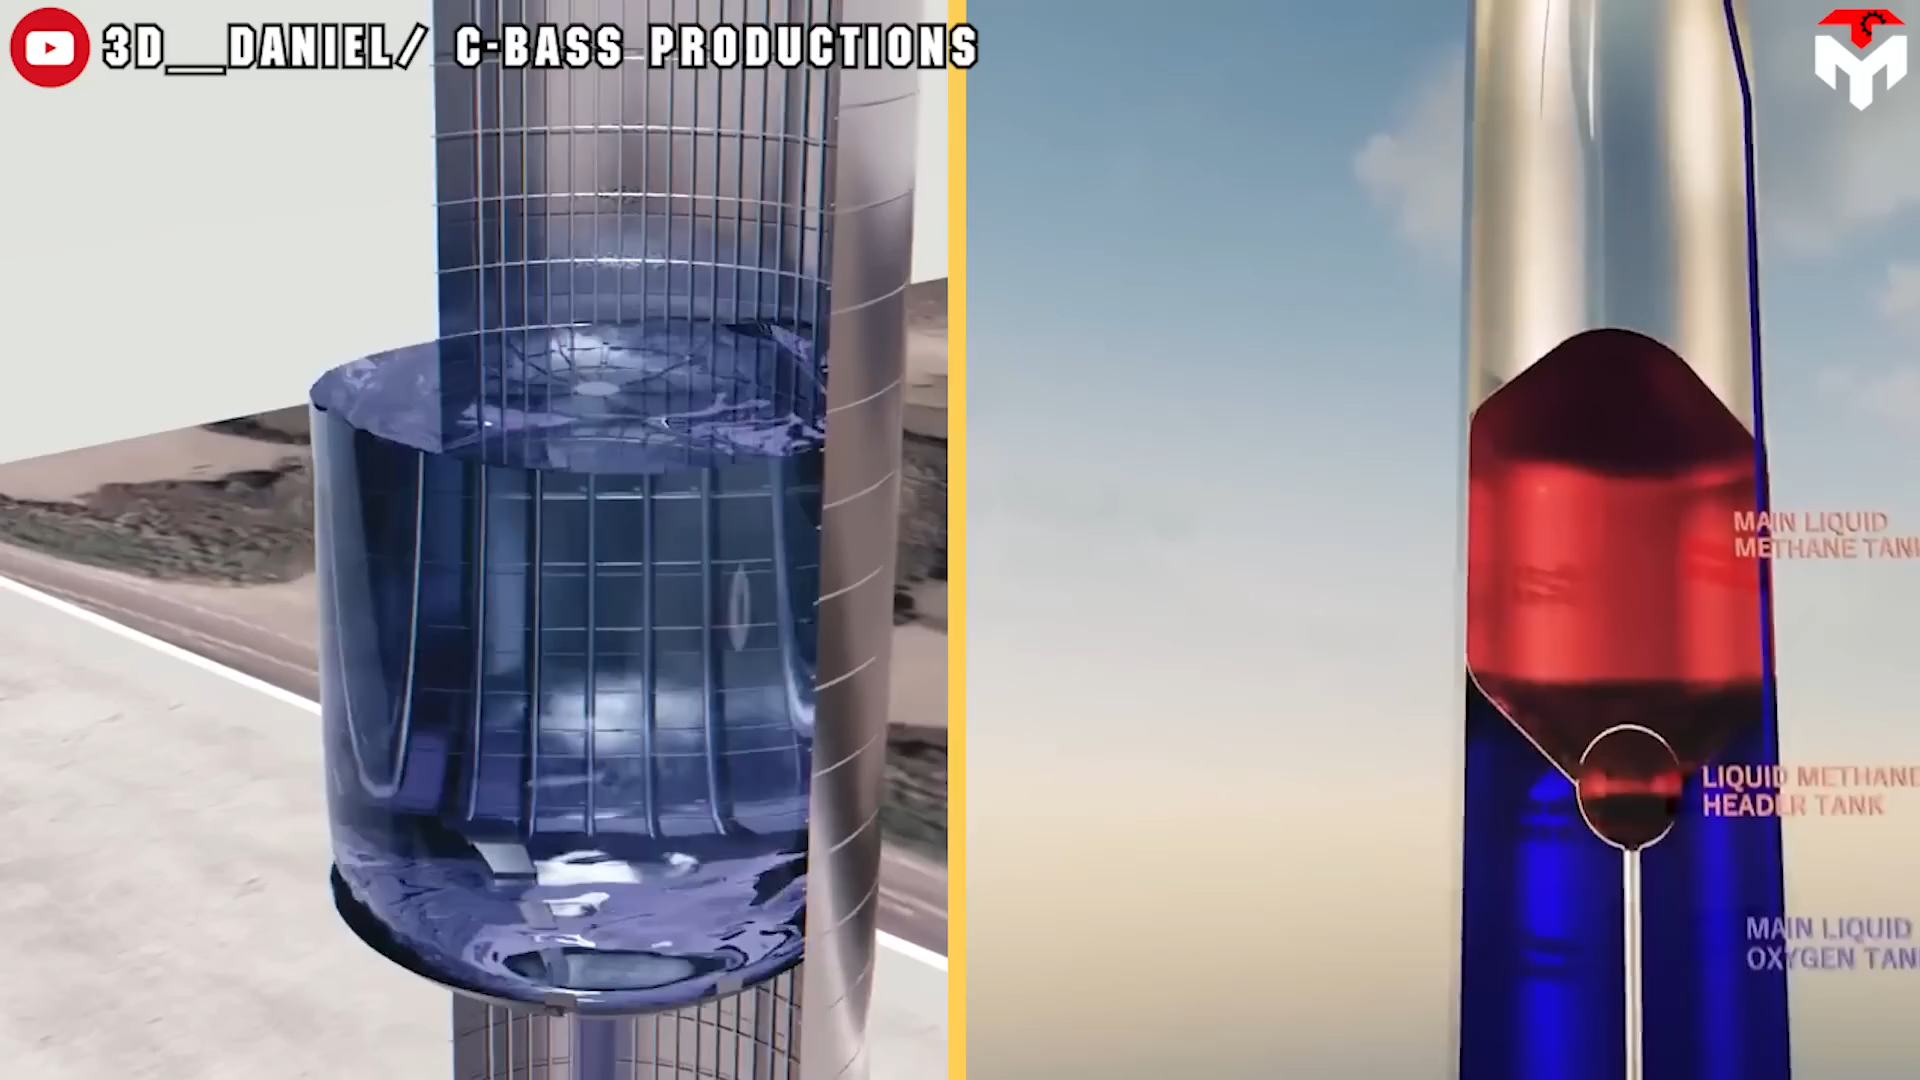 3D__DANIEL/ C-BASS PRODUCTIONS
MAIN LIQUID
METHANE TAN
LIQUID METHANE
HEADER TANK
MAIN LIQUID
OXYGEN TAN